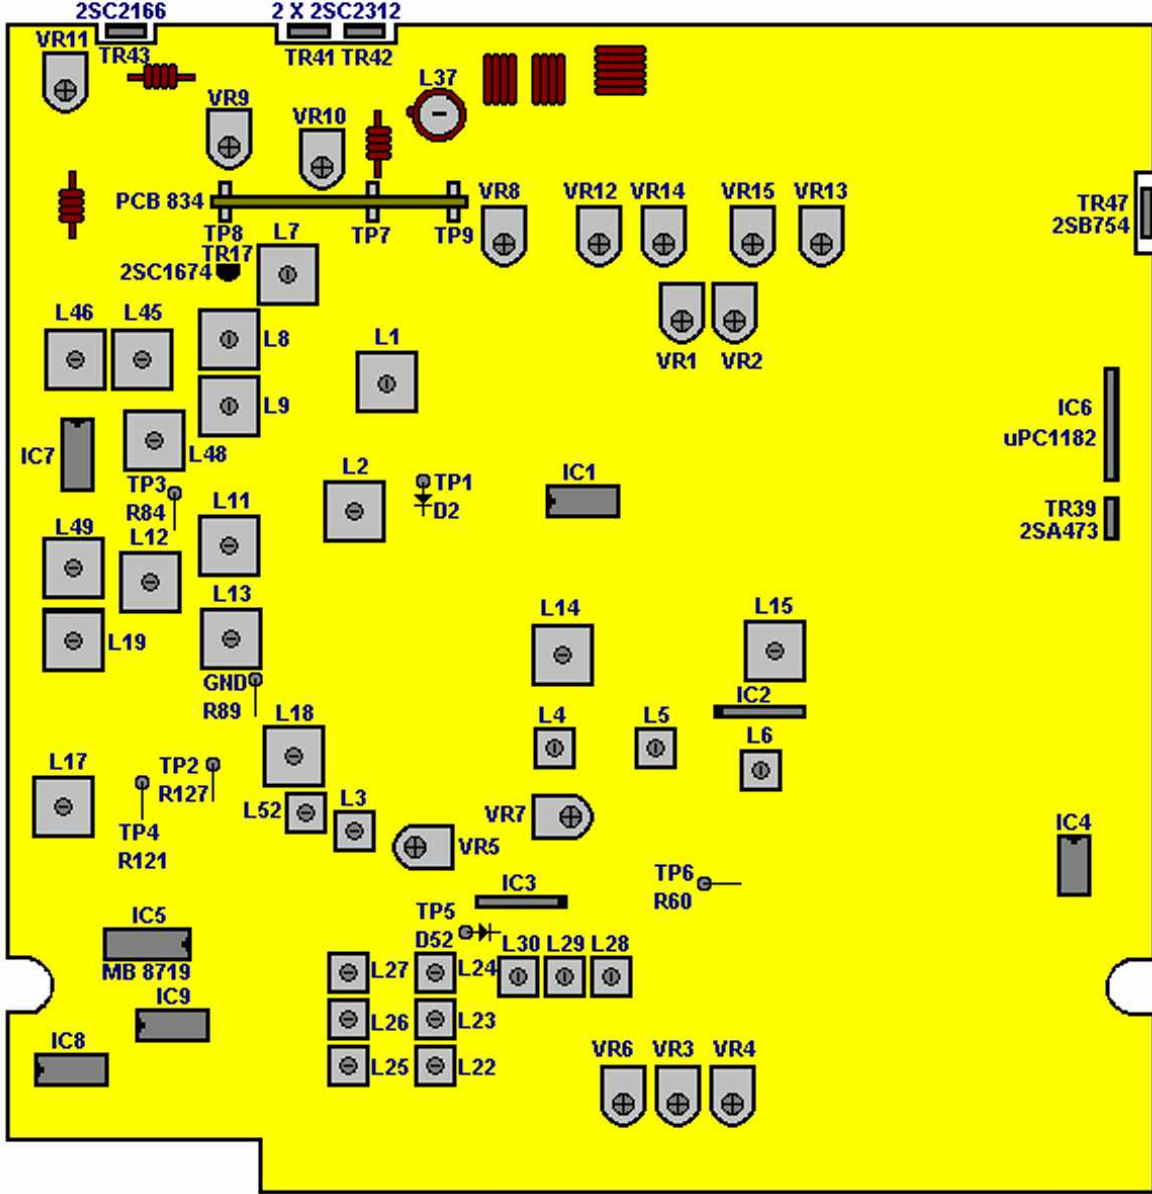 2SC2166
2 X 2SC2312
VR11
TR43
TR41 TR42
L37
VR9
VR10
PCB 834
VR8
VR12
VR14
VR15
VR13
TR47
2SB754
TP8
TP7
TP9
L7
TR17
2SC1674
L46
L45
L8
L1
VR1
VR2
L9
IC6
uPC1182
IC7
L48
L2
TP1
IC1
TP3
D2
R84
L11
TR39
2SA473
L49
L12
L13
L14
L15
L19
GND
R89
IC2
L18
L4
L5
L6
L17
TP2
R127
L52
L3
VR7
TP4
R121
VR5
IC4
IC3
TP6
R60
IC5
TP5
D52
L30 L29 L28
MB 8719
L27
L24
IC9
L26
L23
IC8
L25
L22
VR6
VR3
VR4